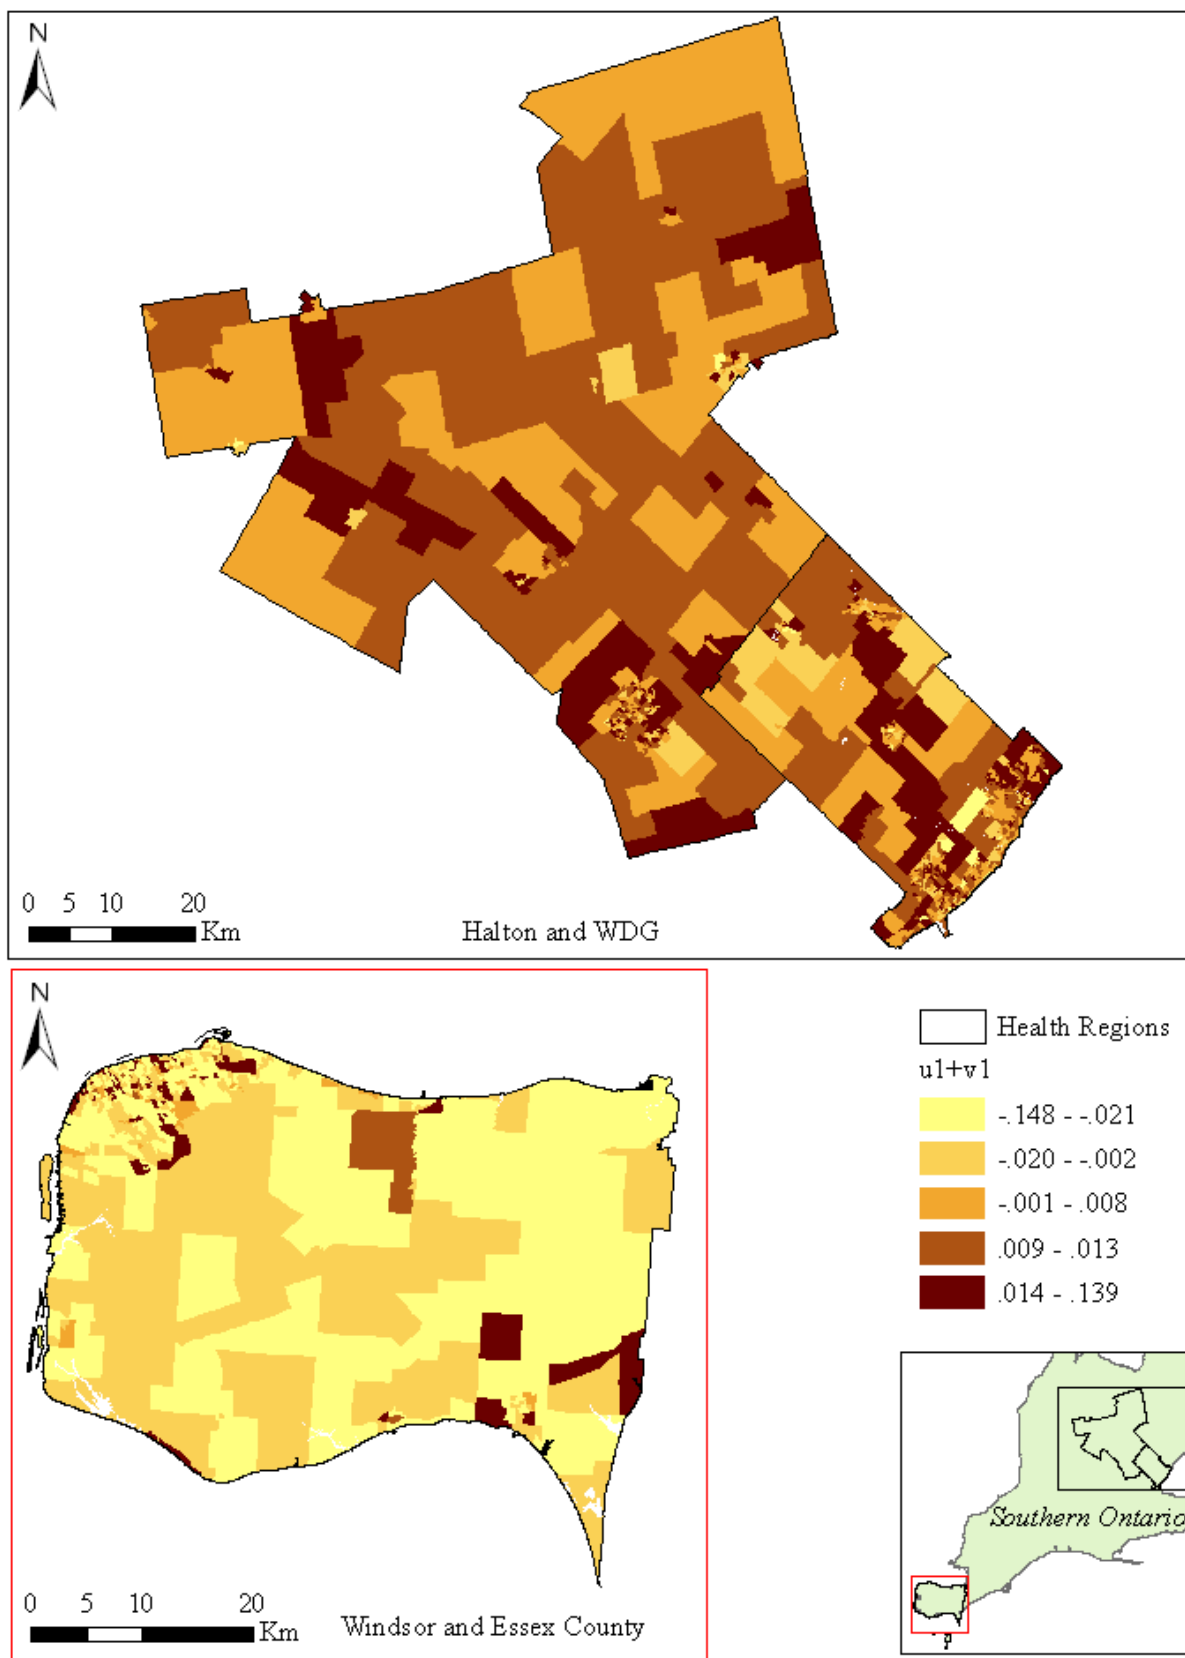 N
0 5 10 20
Km
Halton and WDG
N
0 5 10 20
Km
Windsor and Essex County
Health Regions
u1+v1
-.148 - -.021
-.020 - -.002
-.001 - .008
.009 - .013
.014 - .139
Southern Ontario